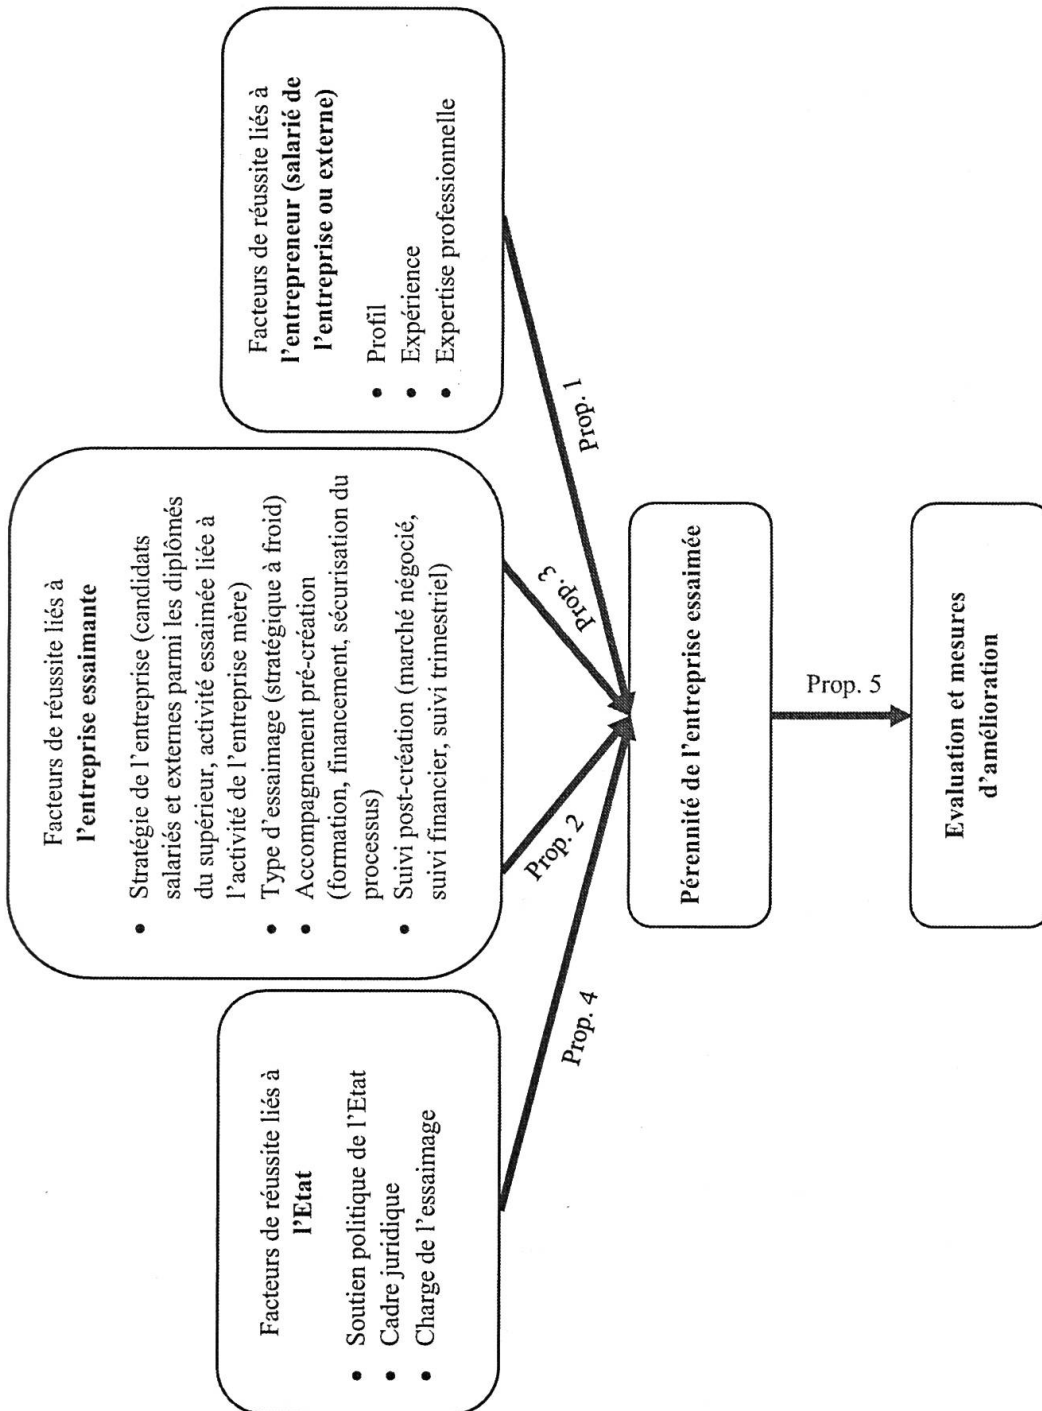 Facteurs de réussite liés à
l'Etat
• Soutien politique de l'Etat
• Cadre juridique
• Charge de l'essaimage
Facteurs de réussite liés à
l'entreprise essaimante
• Stratégie de l'entreprise (candidats
salariés et externes parmi les diplômés
du supérieur, activité essaimée liée à
l'activité de l'entreprise mère)
• Type d'essaimage (stratégique à froid)
• Accompagnement pré-création
(formation, financement, sécurisation du
processus)
• Suivi post-création (marché négocié,
suivi financier, suivi trimestriel)
Facteurs de réussite liés à
l'entrepreneur (salarié de
l'entreprise ou externe)
• Profil
• Expérience
• Expertise professionnelle
Prop. 4
Prop. 2
Prop. 3
Prop. 1
Pérennité de l'entreprise essaimée
Prop. 5
Evaluation et mesures
d'amélioration